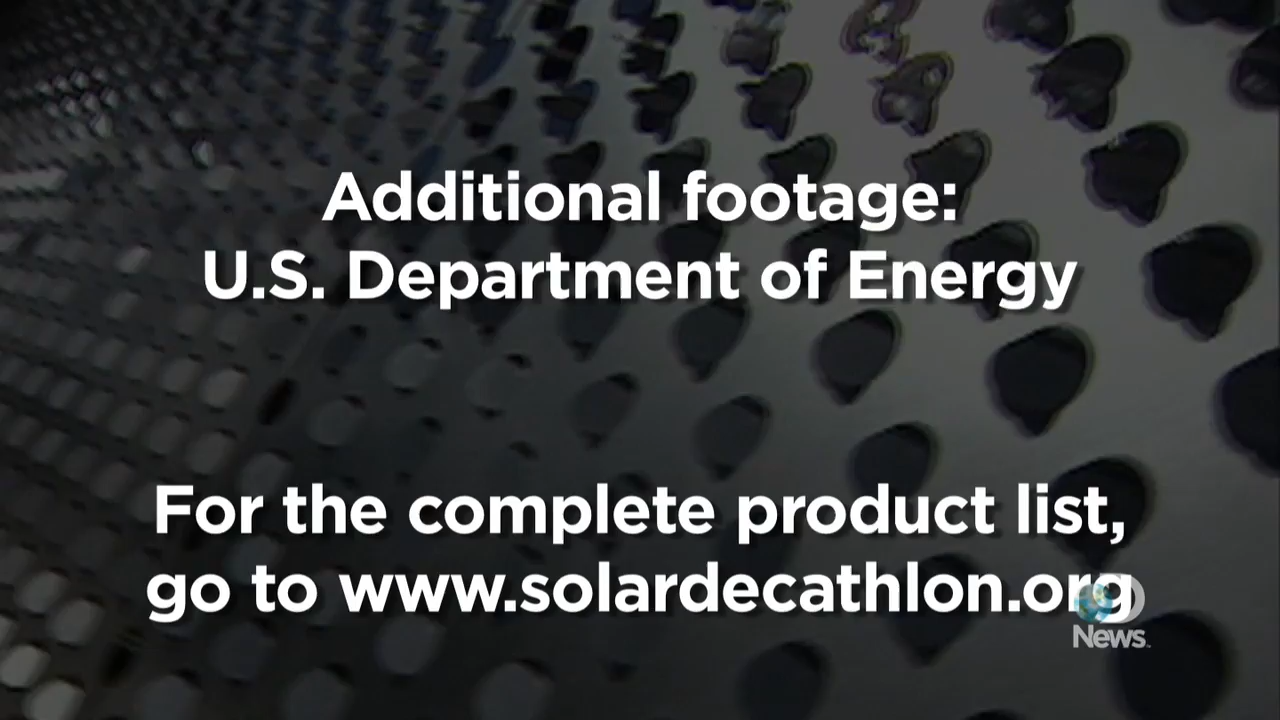 Additional footage:
U.S. Department of Energy
For the complete product list,
go to www.solardecathlon.org
D
News